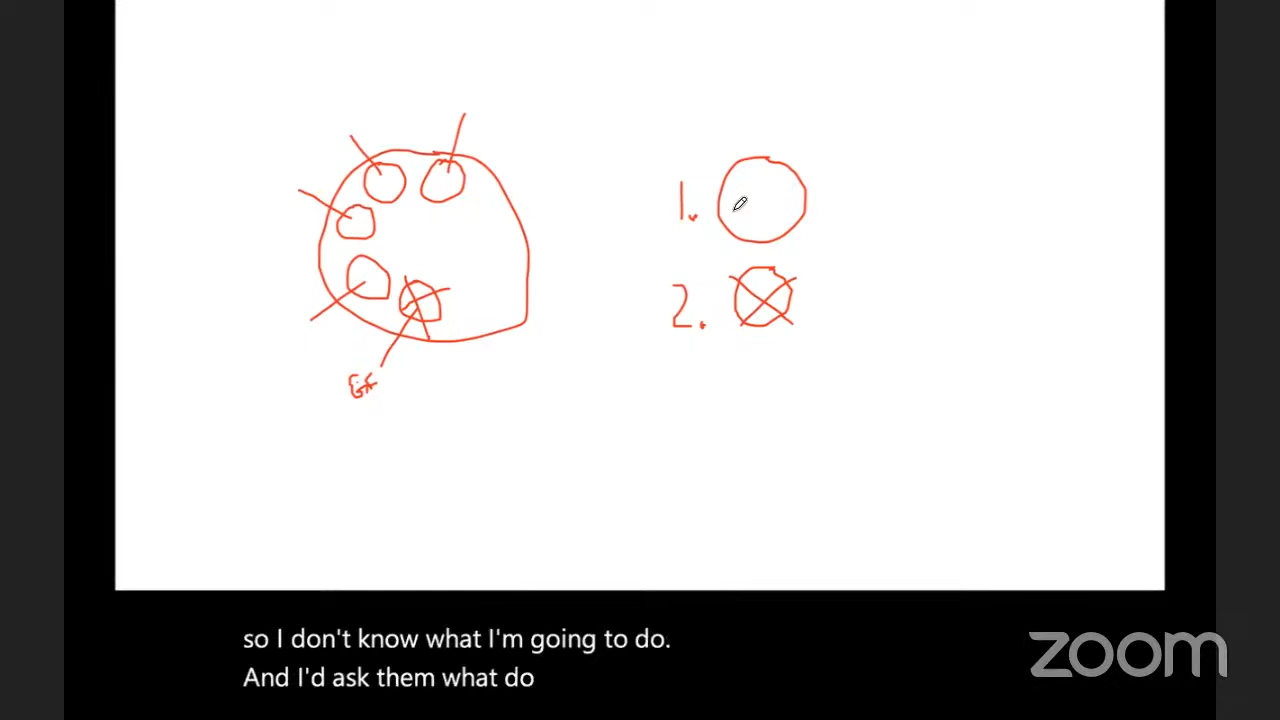 1.
2.
so I don't know what I'm going to do.
And I'd ask them what do
zoom